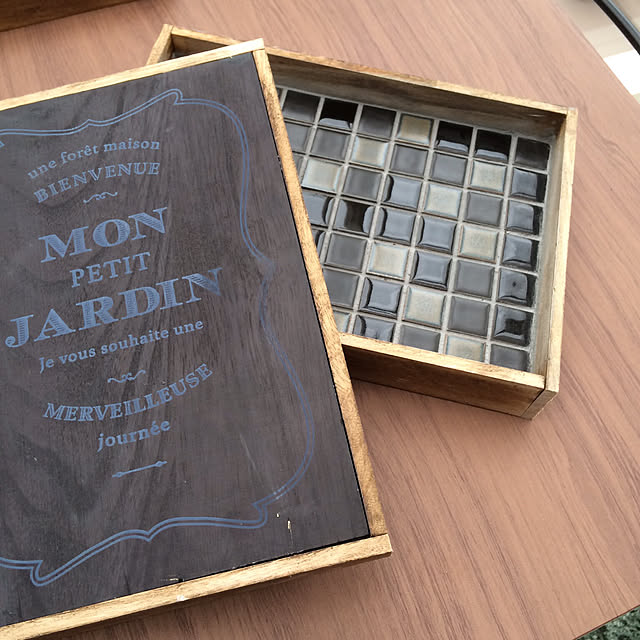 une forêt maison
BIENVENUE
MON
PETIT
JARDIN
je vous souhaite une
MERVEILLEUSE
journée